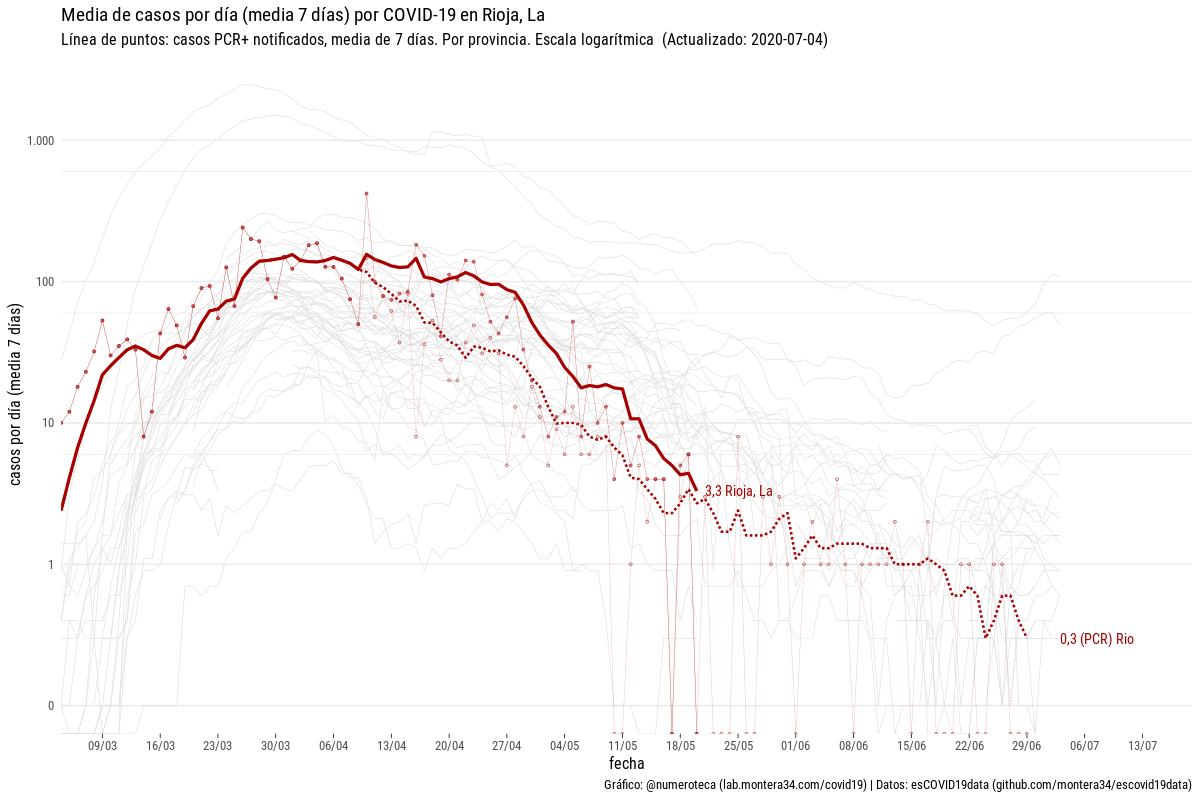 Media de casos por día (media 7 días) por COVID-19 en Rioja, La
Línea de puntos: casos PCR+ notificados, media de 7 días. Por provincia. Escala logarítmica  (Actualizado: 2020-07-04)
casos por día (media 7 días)
1.000
100
10
1
0
3,3 Rioja, La
0,3 (PCR) Rio
09/03 16/03 23/03 30/03 06/04 13/04 20/04 27/04 04/05 11/05 18/05 25/05 01/06 08/06 15/06 22/06 29/06 06/07 13/07
fecha
Gráfico: @numeroteca (lab.montera34.com/covid19) | Datos: esCOVID19data (github.com/montera34/escovid19data)